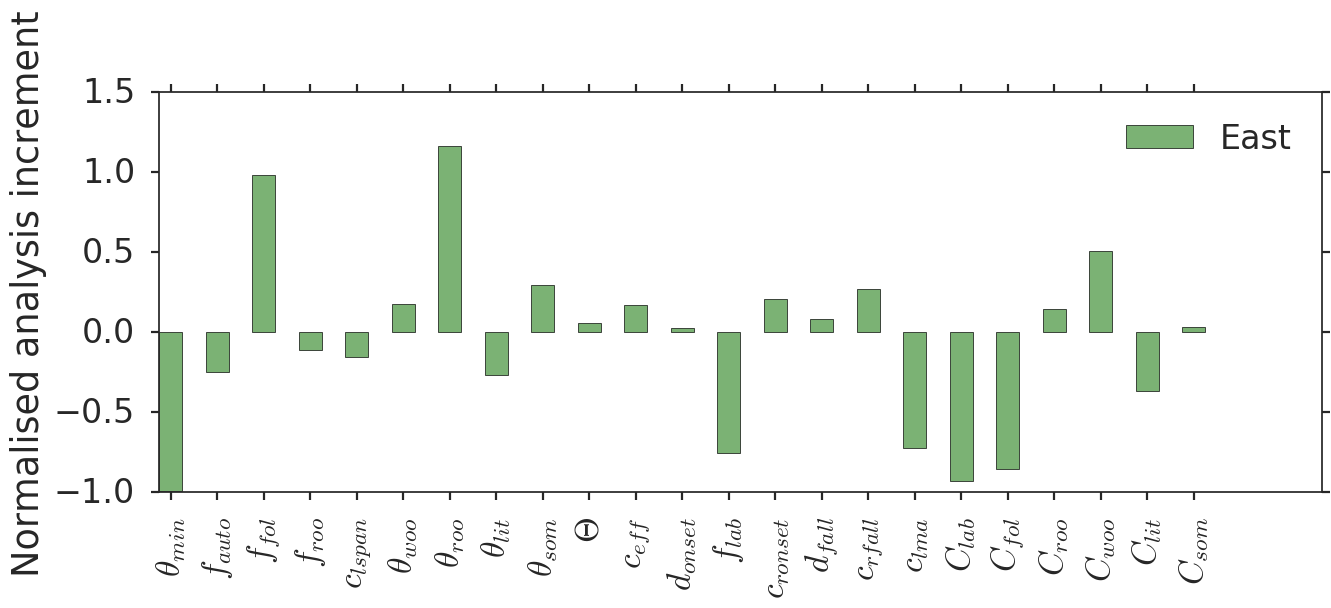 Normalised analysis increment
1.5
1.0
0.5
0.0
−0.5
−1.0
East
θmin
fauto
ffol
froo
clspan
θwoo
θroo
θlit
θsom
Θ
ceff
donset
flab
cronset
dfall
crfall
clma
Clab
Cfol
Croo
Cwoo
Clit
Csom